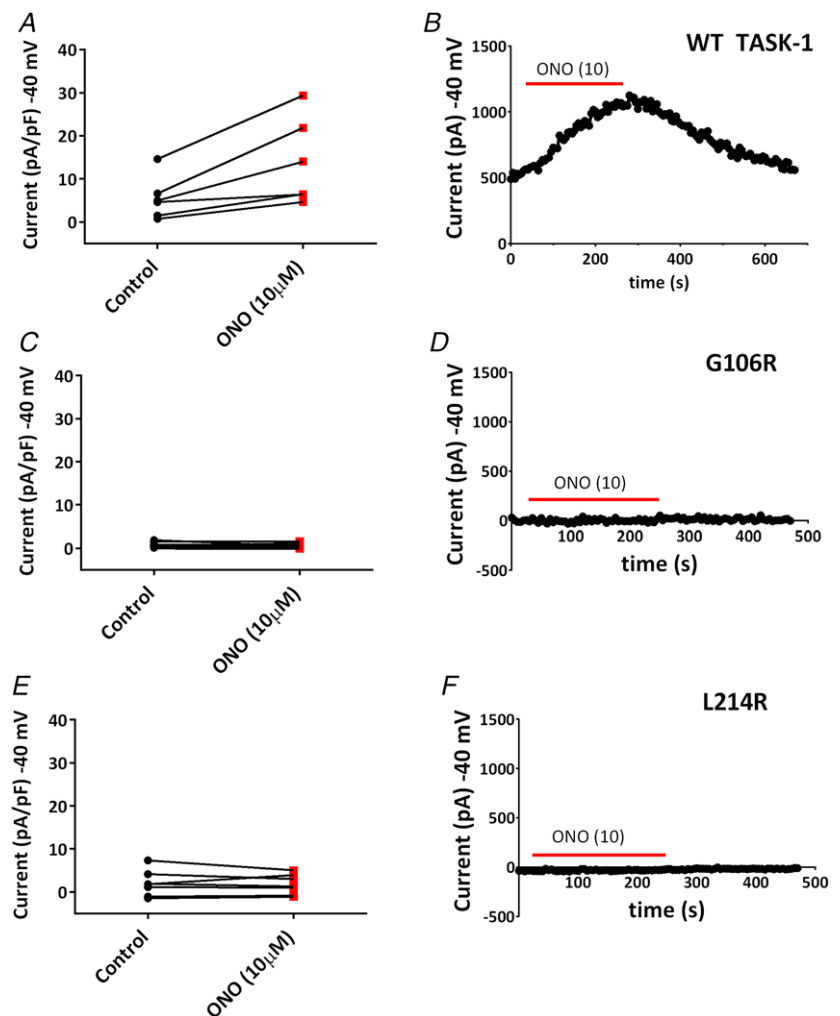 A
Current (pA/pF) -40 mV
40
30
20
10
0
Control
ONO (10µM)
B
WT TASK-1
Current (pA) -40 mV
1500
1000
500
0
ONO (10)
0 200 400 600
time (s)
C
Current (pA/pF) -40 mV
40
30
20
10
0
Control
ONO (10µM)
D
G106R
Current (pA) -40 mV
1500
1000
500
0
-500
ONO (10)
100 200 300 400 500
time (s)
E
Current (pA/pF) -40 mV
40
30
20
10
0
Control
ONO (10µM)
F
L214R
Current (pA) -40 mV
1500
1000
500
0
-500
ONO (10)
100 200 300 400 500
time (s)